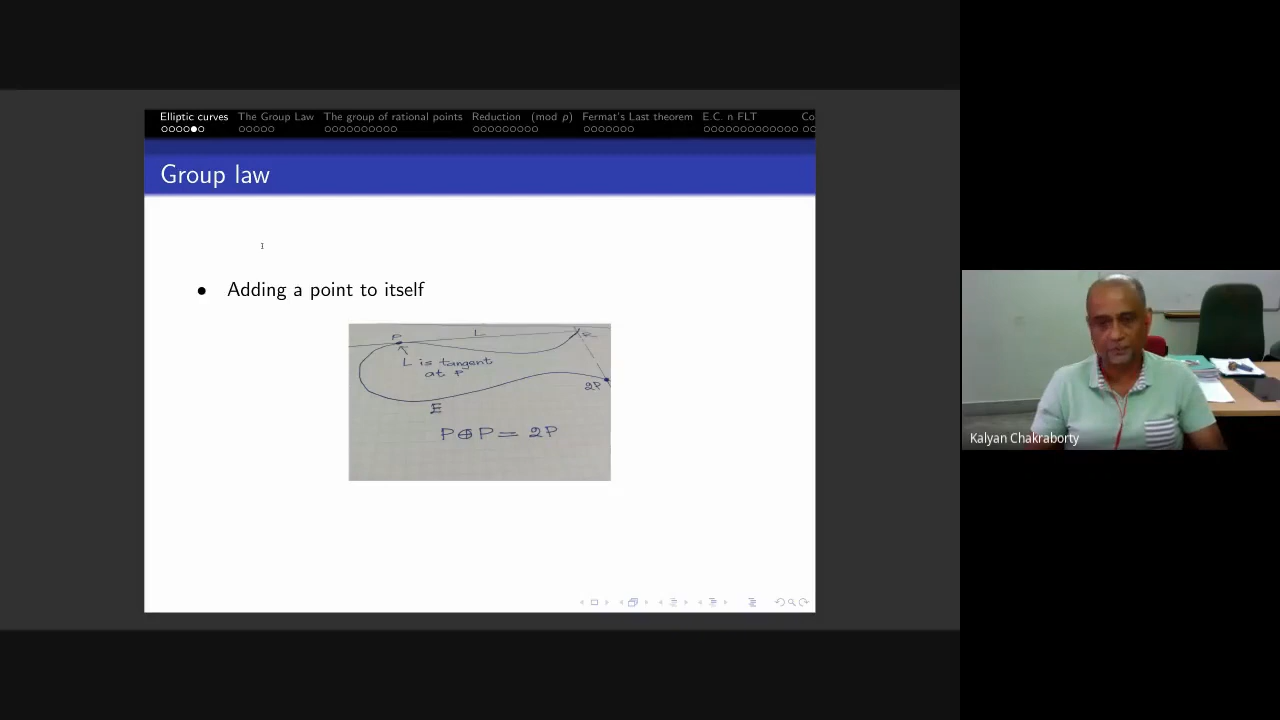 Elliptic curves The Group Law The group of rational points Reduction (mod p) Fermat's Last theorem E.C. n FLT Co
Group law
• Adding a point to itself
P L R
L is tangent
at P
2P
E
P⊕P = 2P
Kalyan Chakraborty